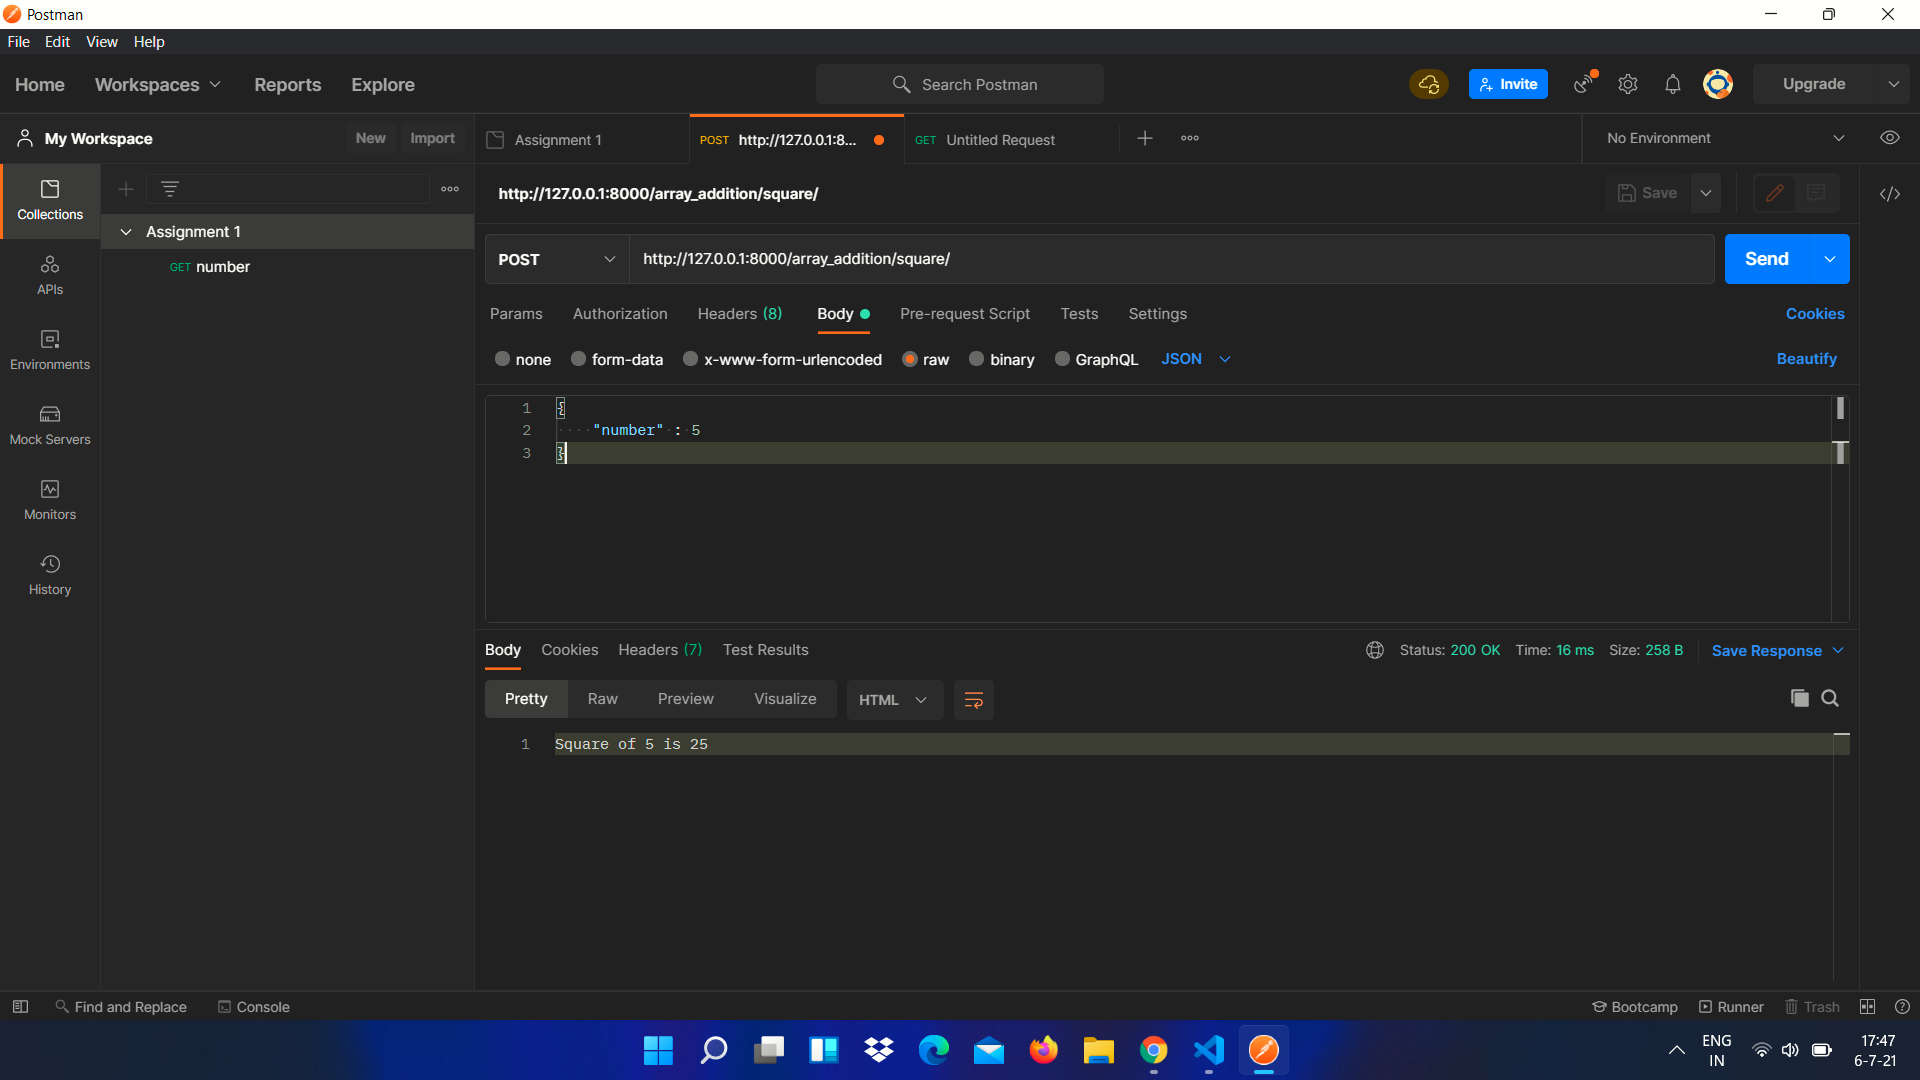 Postman
File Edit View Help
Home Workspaces Reports Explore Search Postman Invite Upgrade
My Workspace New Import Assignment 1 POST http://127.0.0.1:8... GET Untitled Request No Environment
http://127.0.0.1:8000/array_addition/square/ Save
Collections
Assignment 1
GET number
APIs
Environments
Mock Servers
Monitors
History
POST http://127.0.0.1:8000/array_addition/square/ Send
Params Authorization Headers (8) Body Pre-request Script Tests Settings Cookies
none form-data x-www-form-urlencoded raw binary GraphQL JSON Beautify
1 {
2 "number" : 5
3 }
Body Cookies Headers (7) Test Results Status: 200 OK Time: 16 ms Size: 258 B Save Response
Pretty Raw Preview Visualize HTML
1 Square of 5 is 25
Find and Replace Console Bootcamp Runner Trash
ENG
IN
17:47
6-7-21